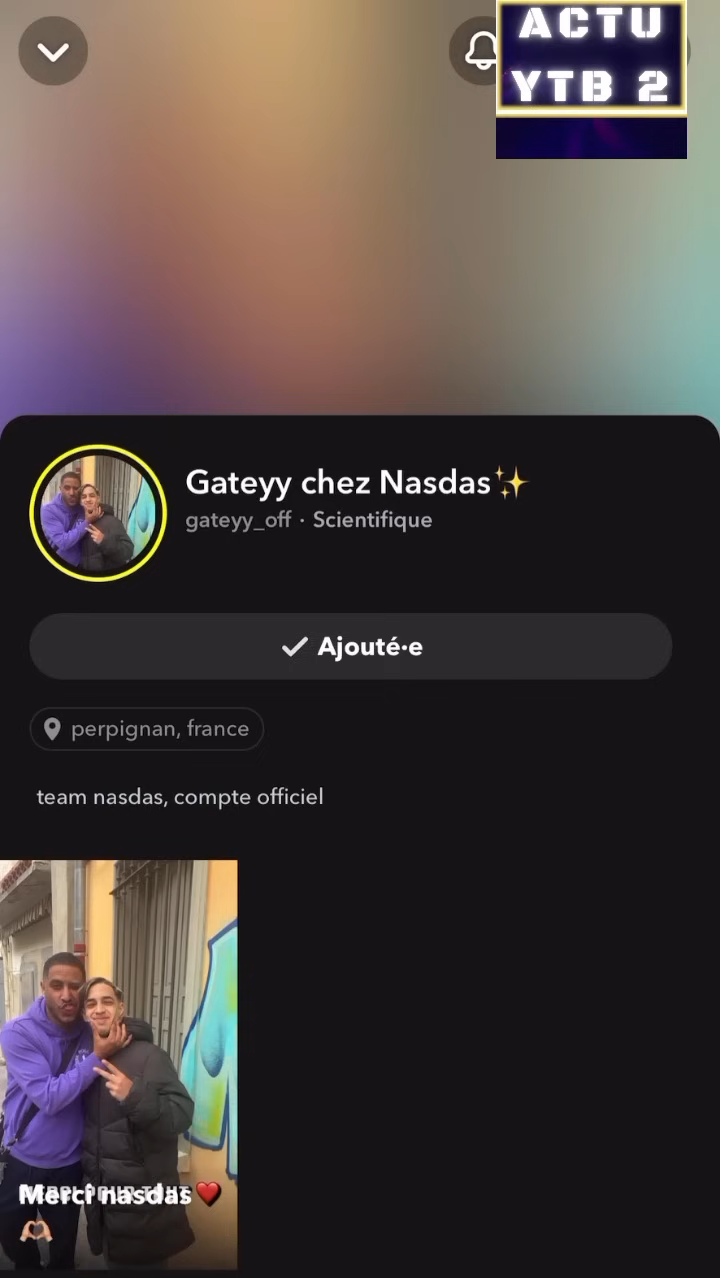 ACTU
YTB 2
Gateyy chez Nasdas✨
gateyy_off · Scientifique
Ajouté·e
perpignan, france
team nasdas, compte officiel
Merci nasdas ❤️
🫶🏼